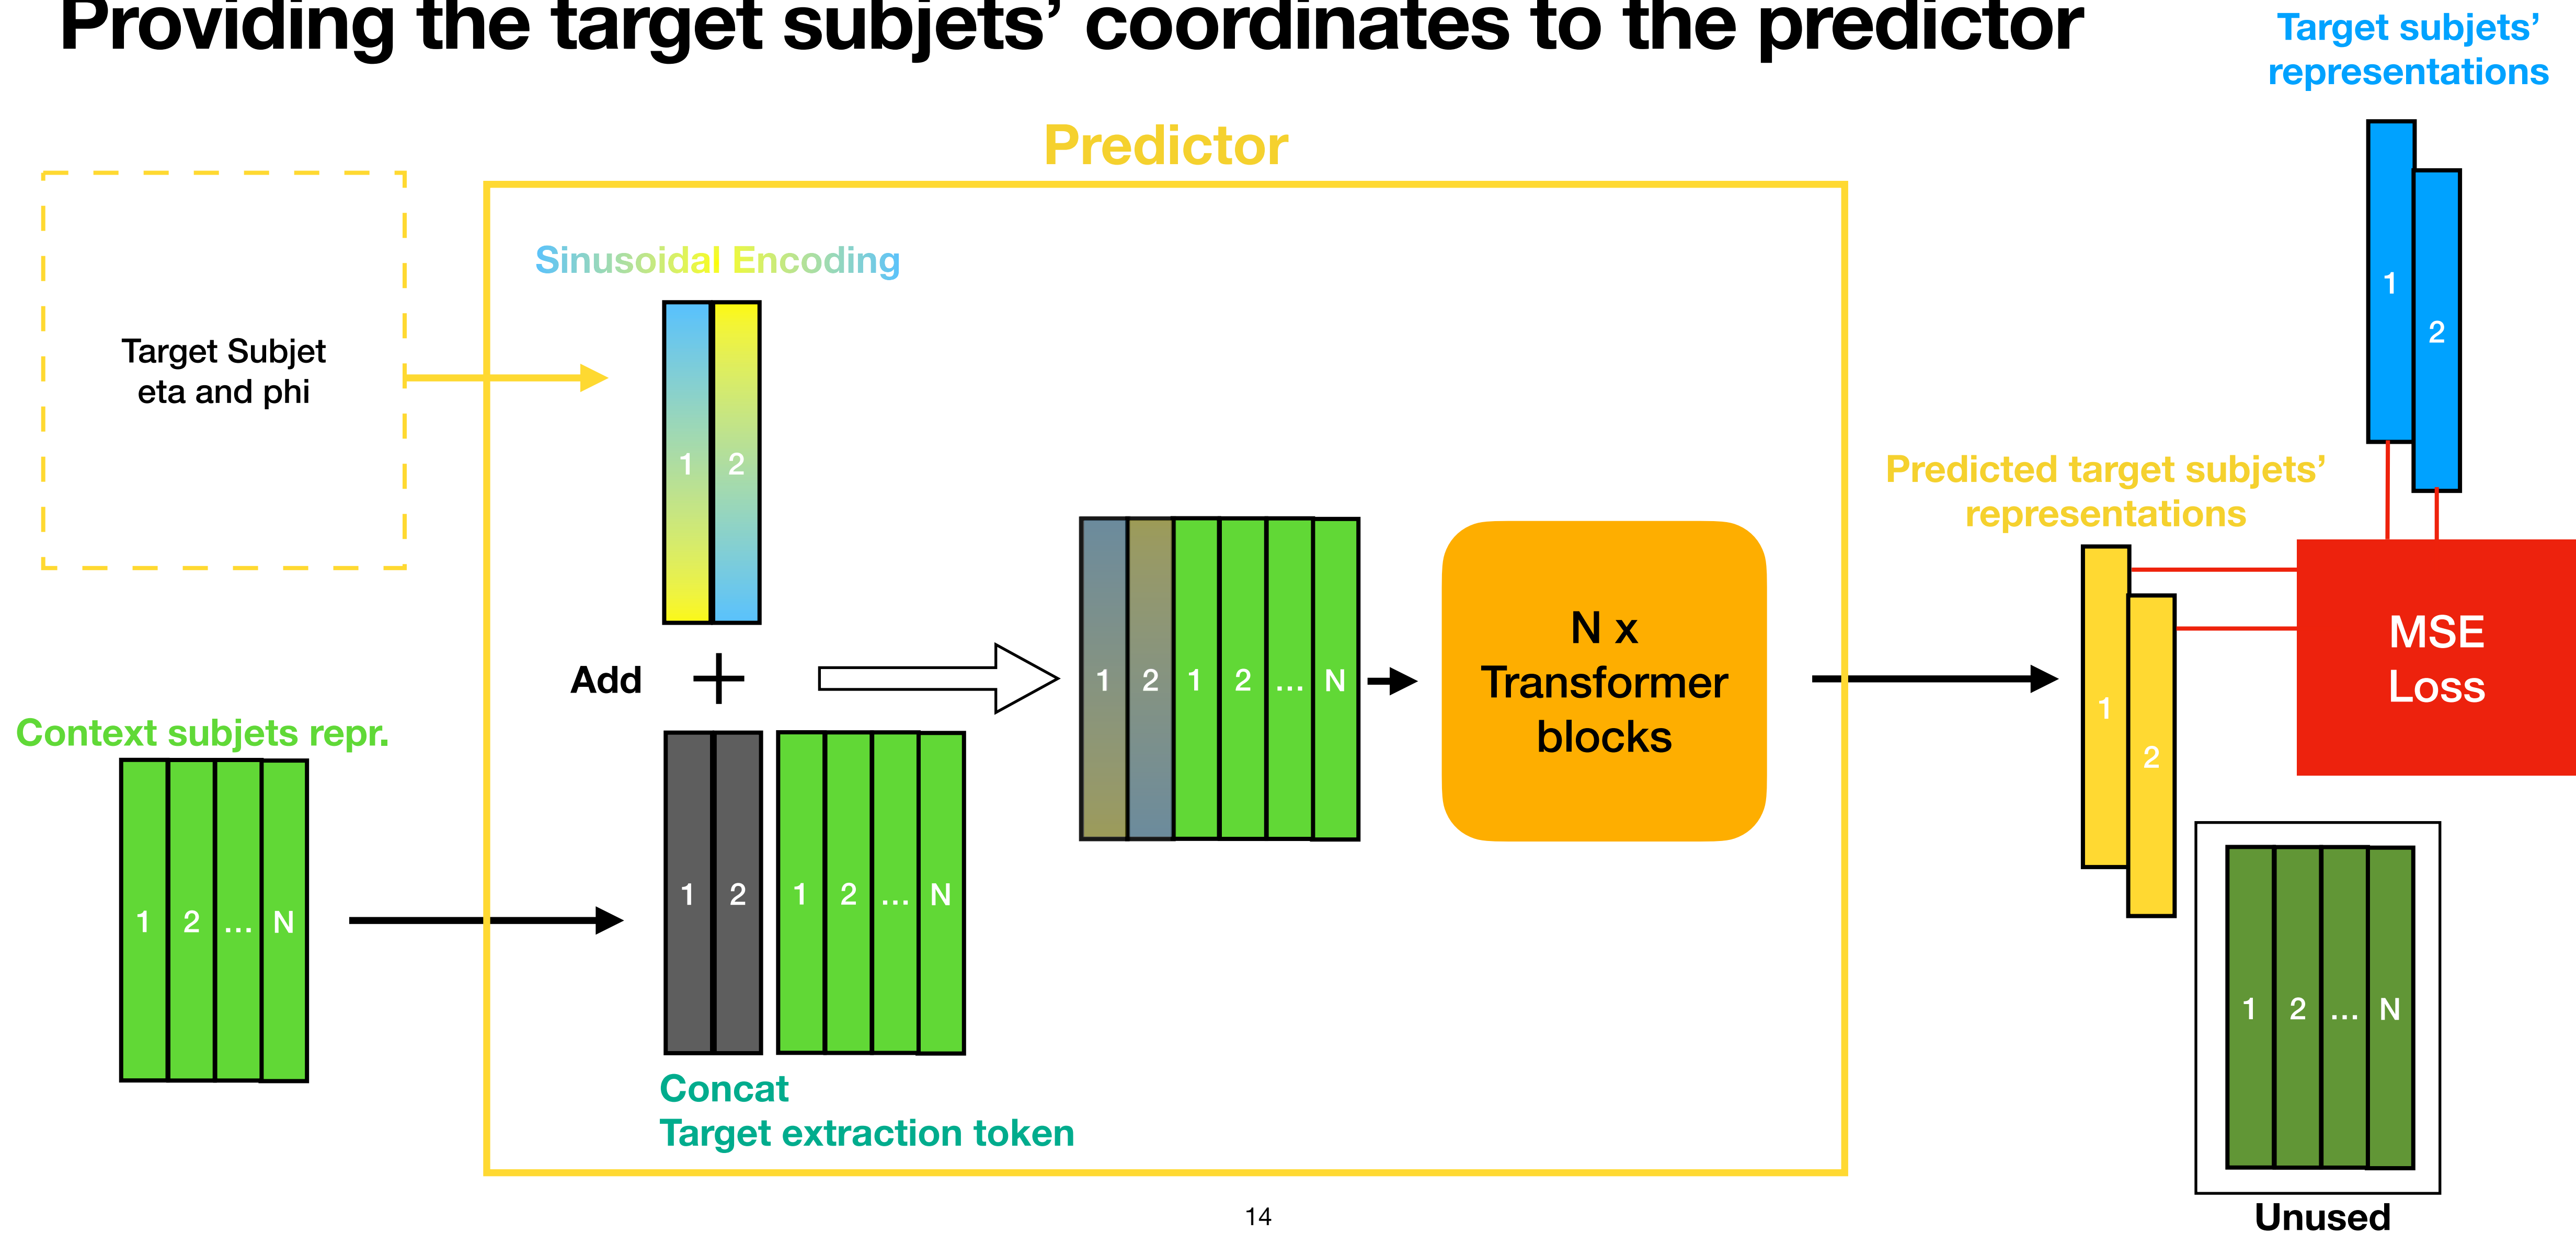 Providing the target subjets’ coordinates to the predictor
Target subjets’
representations
Predictor
Target Subjet
eta and phi
Sinusoidal Encoding
1 2
1
2
Predicted target subjets’
representations
Add +
1 2 1 2 ... N
N x
Transformer
blocks
1
2
MSE
Loss
Context subjets repr.
1 2 ... N
1 2 1 2 ... N
Concat
Target extraction token
1 2 ... N
Unused
14